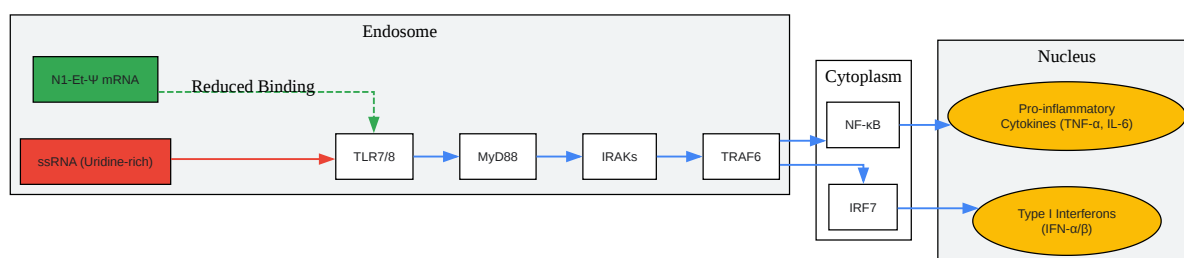 Endosome
N1-Et-Ψ mRNA
Reduced Binding
ssRNA (Uridine-rich)
TLR7/8
MyD88
IRAKs
TRAF6
Cytoplasm
NF-κB
IRF7
Nucleus
Pro-inflammatory
Cytokines (TNF-α, IL-6)
Type I Interferons
(IFN-α/β)